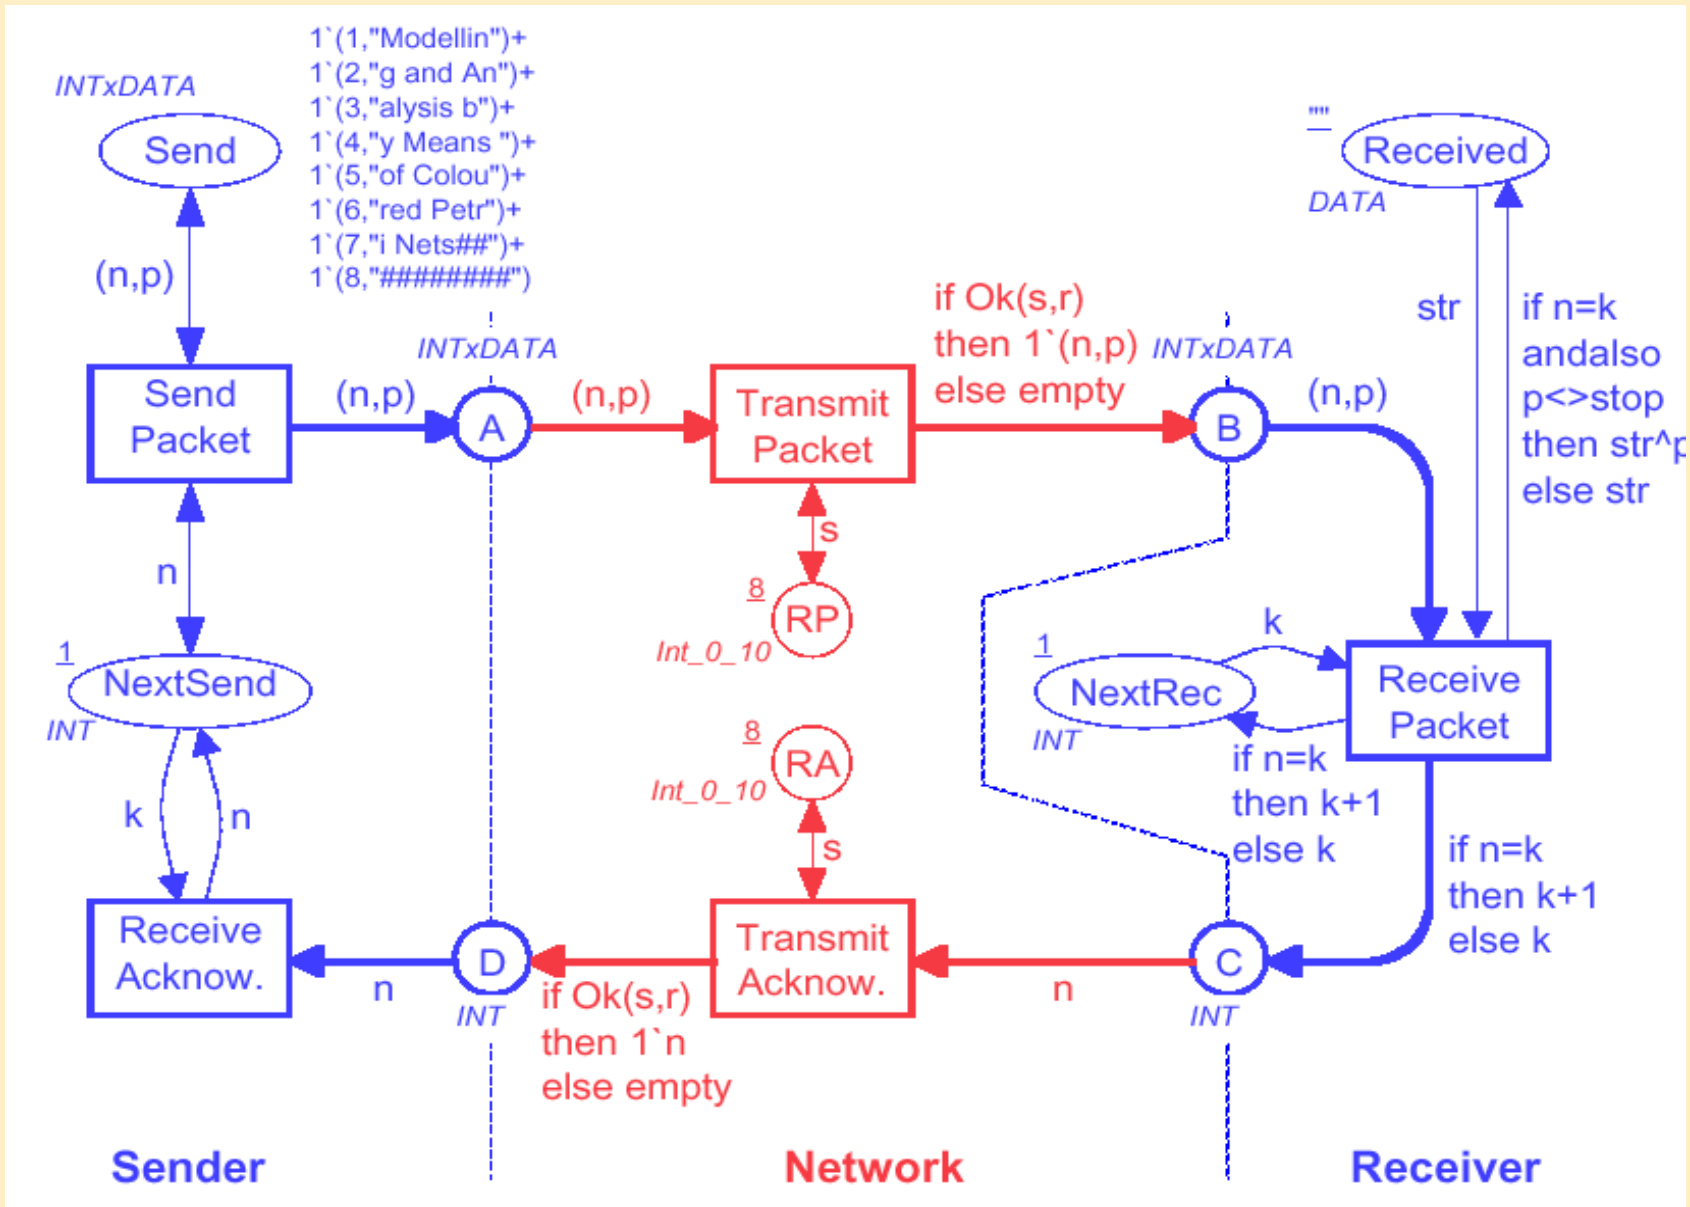 1`(1,"Modellin")+
1`(2,"g and An")+
1`(3,"alysis b")+
1`(4,"y Means ")+
1`(5,"of Colou")+
1`(6,"red Petr")+
1`(7,"i Nets##")+
1`(8,"########")
INTxDATA
Send
(n,p)
Send
Packet
(n,p)
INTxDATA
A
(n,p)
Transmit
Packet
if Ok(s,r)
then 1`(n,p)
else empty
INTxDATA
B
(n,p)
""
Received
DATA
str
if n=k
andalso
p<>stop
then str^p
else str
n
1
NextSend
INT
k
n
s
8
RP
Int_0_10
8
RA
Int_0_10
s
1
NextRec
INT
k
if n=k
then k+1
else k
Receive
Packet
if n=k
then k+1
else k
Receive
Acknow.
n
D
INT
if Ok(s,r)
then 1`n
else empty
Transmit
Acknow.
n
C
INT
Sender
Network
Receiver